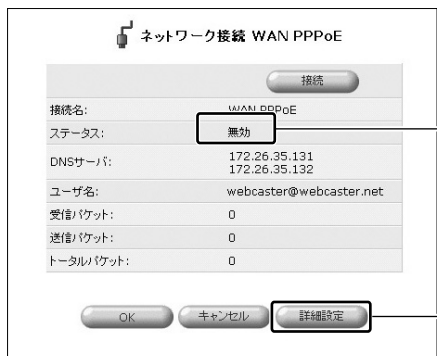 ネットワーク接続 WAN PPPoE
接続
接続名: WAN PPPoE
ステータス: 無効
DNSサーバ: 172.26.35.131
172.26.35.132
ユーザ名: webcaster@webcaster.net
受信パケット: 0
送信パケット: 0
トータルパケット: 0
OK キャンセル 詳細設定